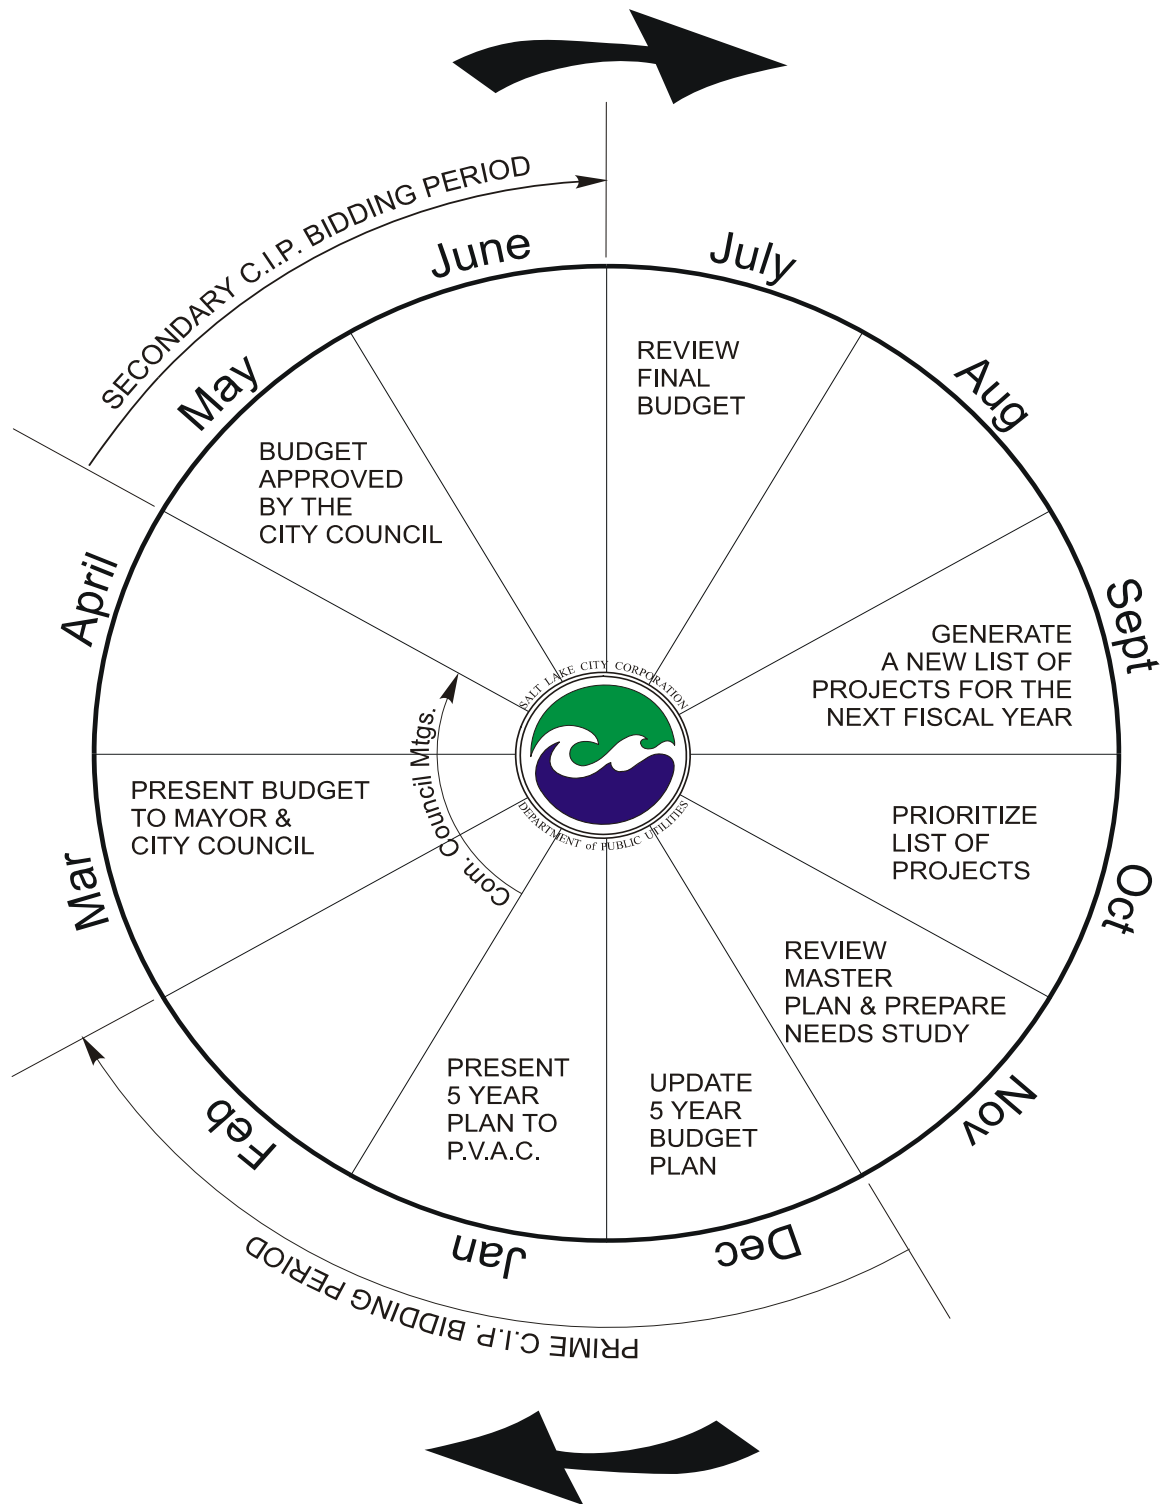 SECONDARY C.I.P. BIDDING PERIOD
June
July
May
Aug
REVIEW
FINAL
BUDGET
BUDGET
APPROVED
BY THE
CITY COUNCIL
April
Sept
GENERATE
A NEW LIST OF
PROJECTS FOR THE
NEXT FISCAL YEAR
SALT LAKE CITY CORPORATION
DEPARTMENT of PUBLIC UTILITIES
Com. Council Mtgs.
PRESENT BUDGET
TO MAYOR &
CITY COUNCIL
PRIORITIZE
LIST OF
PROJECTS
Mar
Oct
REVIEW
MASTER
PLAN & PREPARE
NEEDS STUDY
PRESENT
5 YEAR
PLAN TO
P.V.A.C.
UPDATE
5 YEAR
BUDGET
PLAN
Feb
Nov
Jan
Dec
PRIME C.I.P. BIDDING PERIOD